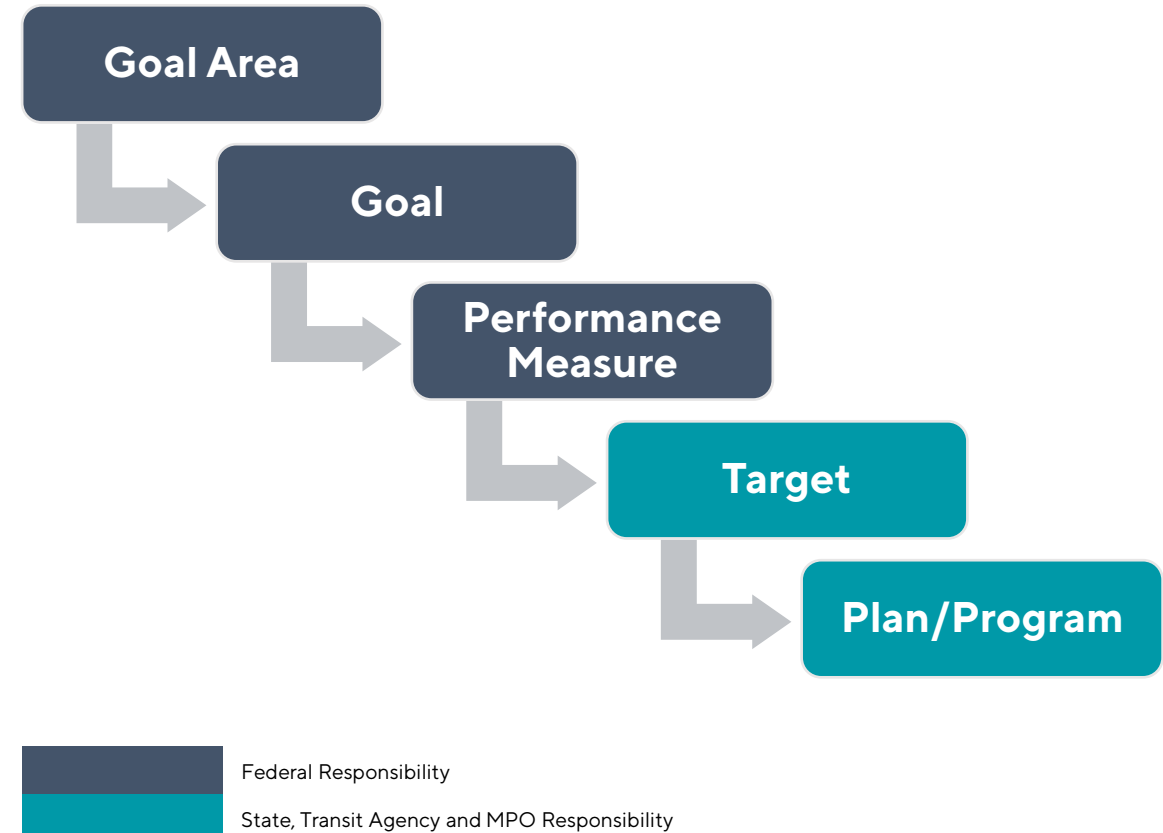 Goal Area
Goal
Performance
Measure
Target
Plan/Program
Federal Responsibility
State, Transit Agency and MPO Responsibility